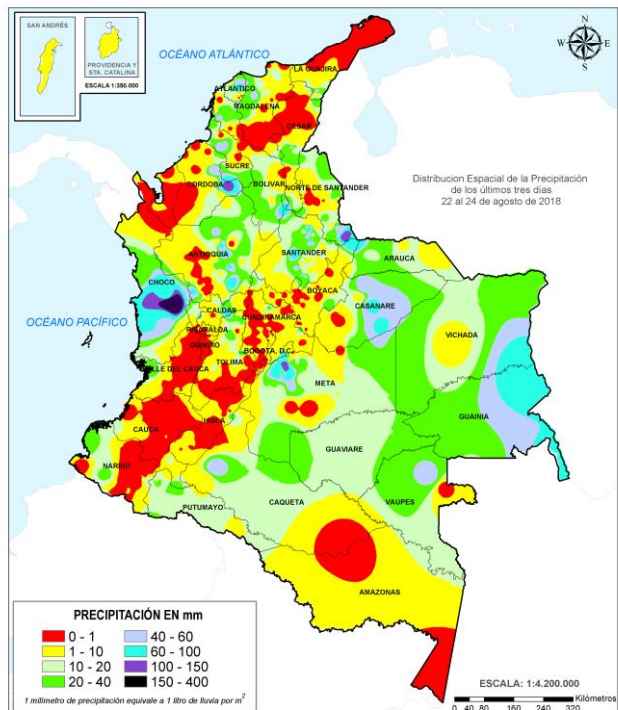 SAN ANDRÉS
PROVIDENCIA Y
STA. CATALINA
ESCALA 1:380.000
OCÉANO ATLÁNTICO
N
W
E
S
LA GUAJIRA
ATLANTICO
MAGDALENA
CESAR
SUCRE
CORDOBA
BOLIVAR
NORTE DE SANTANDER
Distribucion Espacial de la Precipitación
de los últimos tres días
22 al 24 de agosto de 2018
ANTIOQUIA
SANTANDER
ARAUCA
CHOCO
BOYACA
CASANARE
OCÉANO PACÍFICO
CALDAS
CUNDINAMARCA
VICHADA
RISARALDA
QUINDIO
BOGOTA, D.C.
VALLE DEL CAUCA
TOLIMA
META
GUAINIA
CAUCA
HUILA
GUAVIARE
NARIÑO
CAQUETA
VAUPES
PUTUMAYO
AMAZONAS
PRECIPITACIÓN EN mm
0 - 1
40 - 60
1 - 10
60 - 100
10 - 20
100 - 150
20 - 40
150 - 400
1 milímetro de precipitación equivale a 1 litro de lluvia por m2
ESCALA: 1:4.200.000
Kilómetros
0 40 80 160 240 320